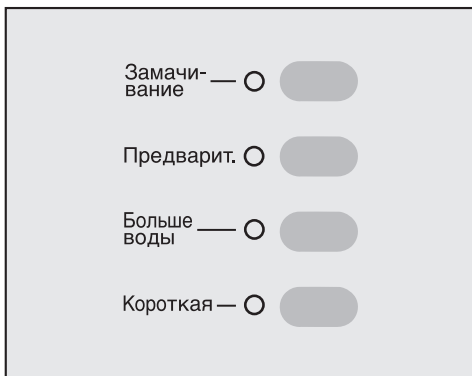 Замачи-
вание
Предварит.
Больше
воды
Короткая